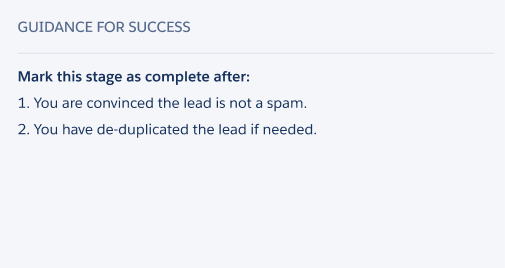 GUIDANCE FOR SUCCESS
Mark this stage as complete after:
1. You are convinced the lead is not a spam.
2. You have de-duplicated the lead if needed.